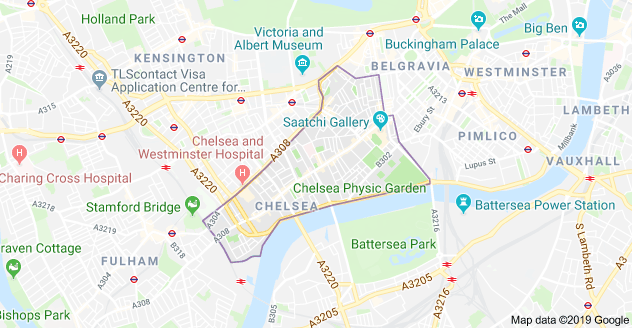 Holland Park
The Mall
Victoria and
Albert Museum
Big Ben
Buckingham Palace
A3220
KENSINGTON
BELGRAVIA
A219
TLScontact Visa
Application Centre for...
WESTMINSTER
A3036
A315
A3213
LAMBETH
Saatchi Gallery
Ebury St
Chelsea and
Westminster Hospital
A308
PIMLICO
Millbank
B302
Lupus St
VAUXHALL
Charing Cross Hospital
A3220
Chelsea Physic Garden
Stamford Bridge
CHELSEA
Battersea Power Station
A304
A308
A3219
A3216
B318
Battersea Park
S Lambeth Rd
raven Cottage
FULHAM
A304
A3220
A3205
A3216
A308
B305
A3205
Bishops Park
Map data ©2019 Google